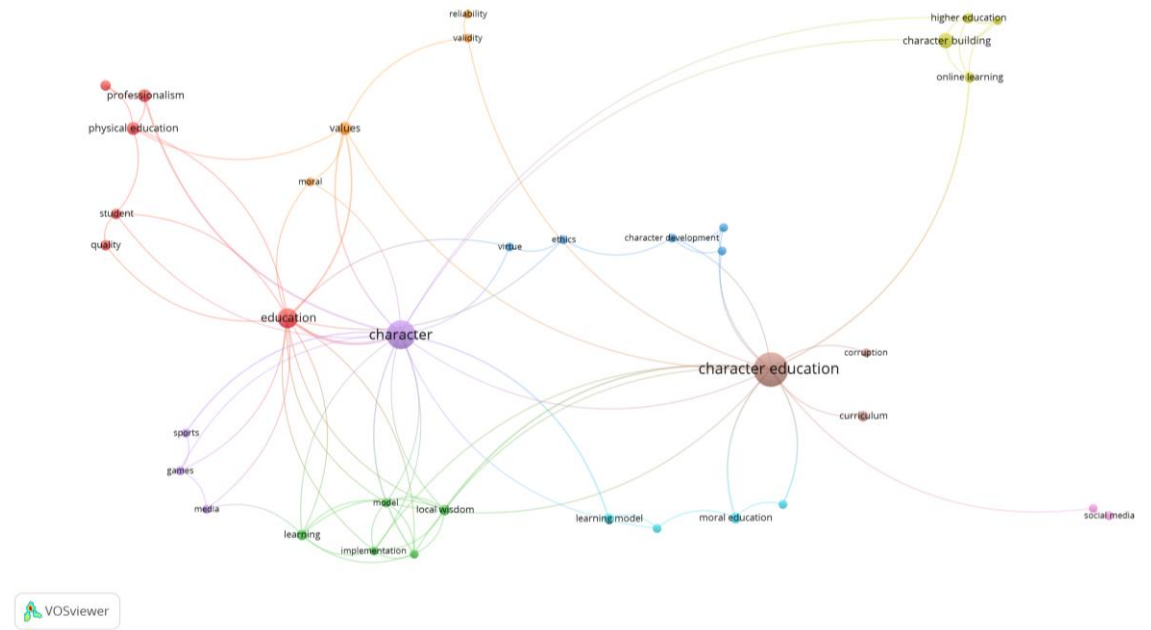 reliability
higher education
validity
character building
online learning
professionalism
physical education
values
moral
student
quality
virtue
ethics
character development
education
character
corruption
character education
curriculum
sports
games
media
model
local wisdom
learning model
moral education
social media
learning
implementation
VOSviewer